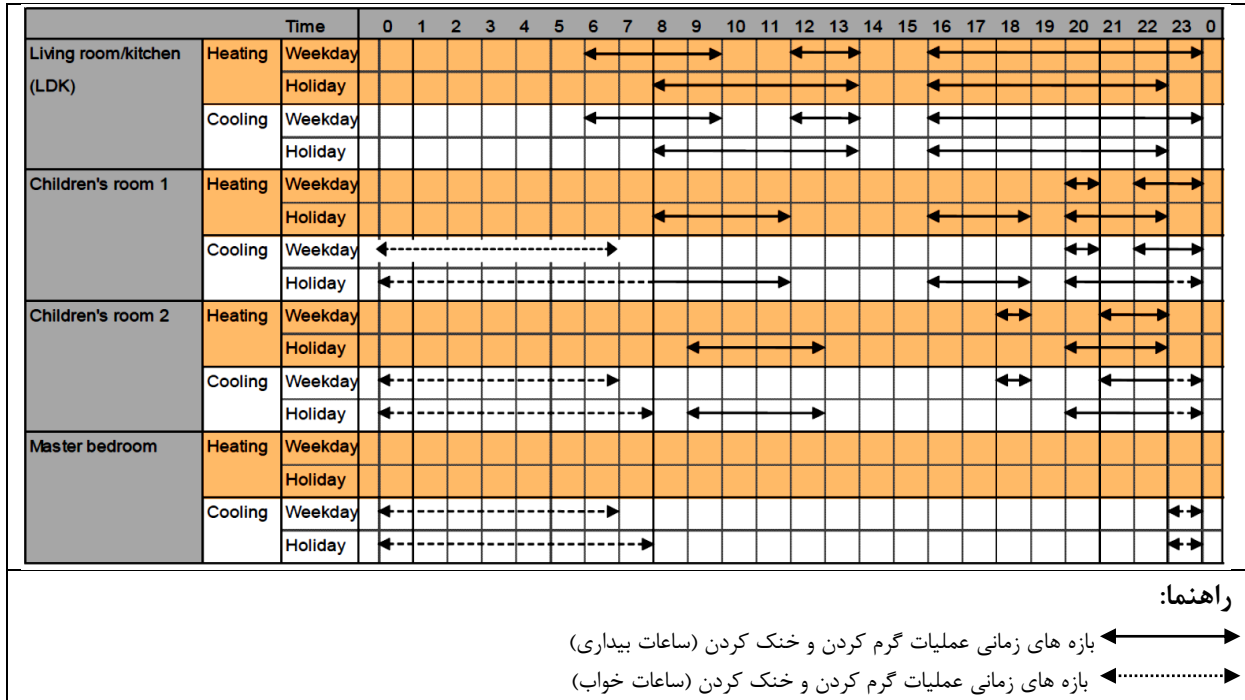 Time 0 1 2 3 4 5 6 7 8 9 10 11 12 13 14 15 16 17 18 19 20 21 22 23 0
Living room/kitchen Heating Weekday
(LDK) Holiday
Cooling Weekday
Holiday
Children's room 1 Heating Weekday
Holiday
Cooling Weekday
Holiday
Children's room 2 Heating Weekday
Holiday
Cooling Weekday
Holiday
Master bedroom Heating Weekday
Holiday
Cooling Weekday
Holiday
راهنما:
بازه های زمانی عملیات گرم کردن و خنک کردن (ساعات بیداری)
بازه های زمانی عملیات گرم کردن و خنک کردن (ساعات خواب)